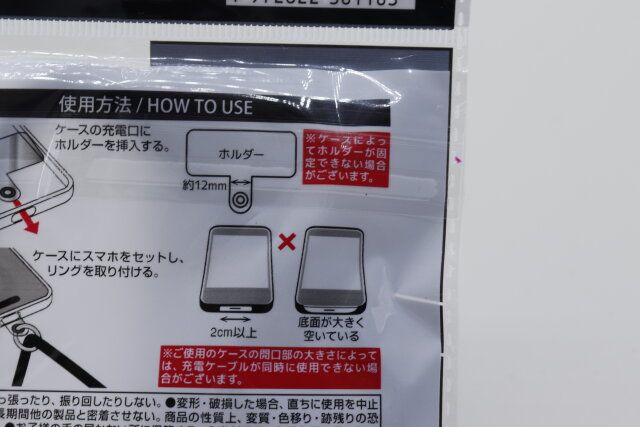 使用方法 / HOW TO USE
ケースの充電口に
ホルダーを挿入する。
ホルダー
約12mm
※ケースによっ
てホルダーが固
定できない場合
がございます。
ケースにスマホをセットし、
リングを取り付ける。
2cm以上
底面が大きく
空いている
※ご使用のケースの開口部の大きさによって
は、充電ケーブルが同時に使用できない場
合がございます。
っ張ったり、振り回したりしない。●変形・破損した場合、直ちに使用を中止
長期間他の製品と密着させない。商品の性質上、変質・色移り・跡残りの恐